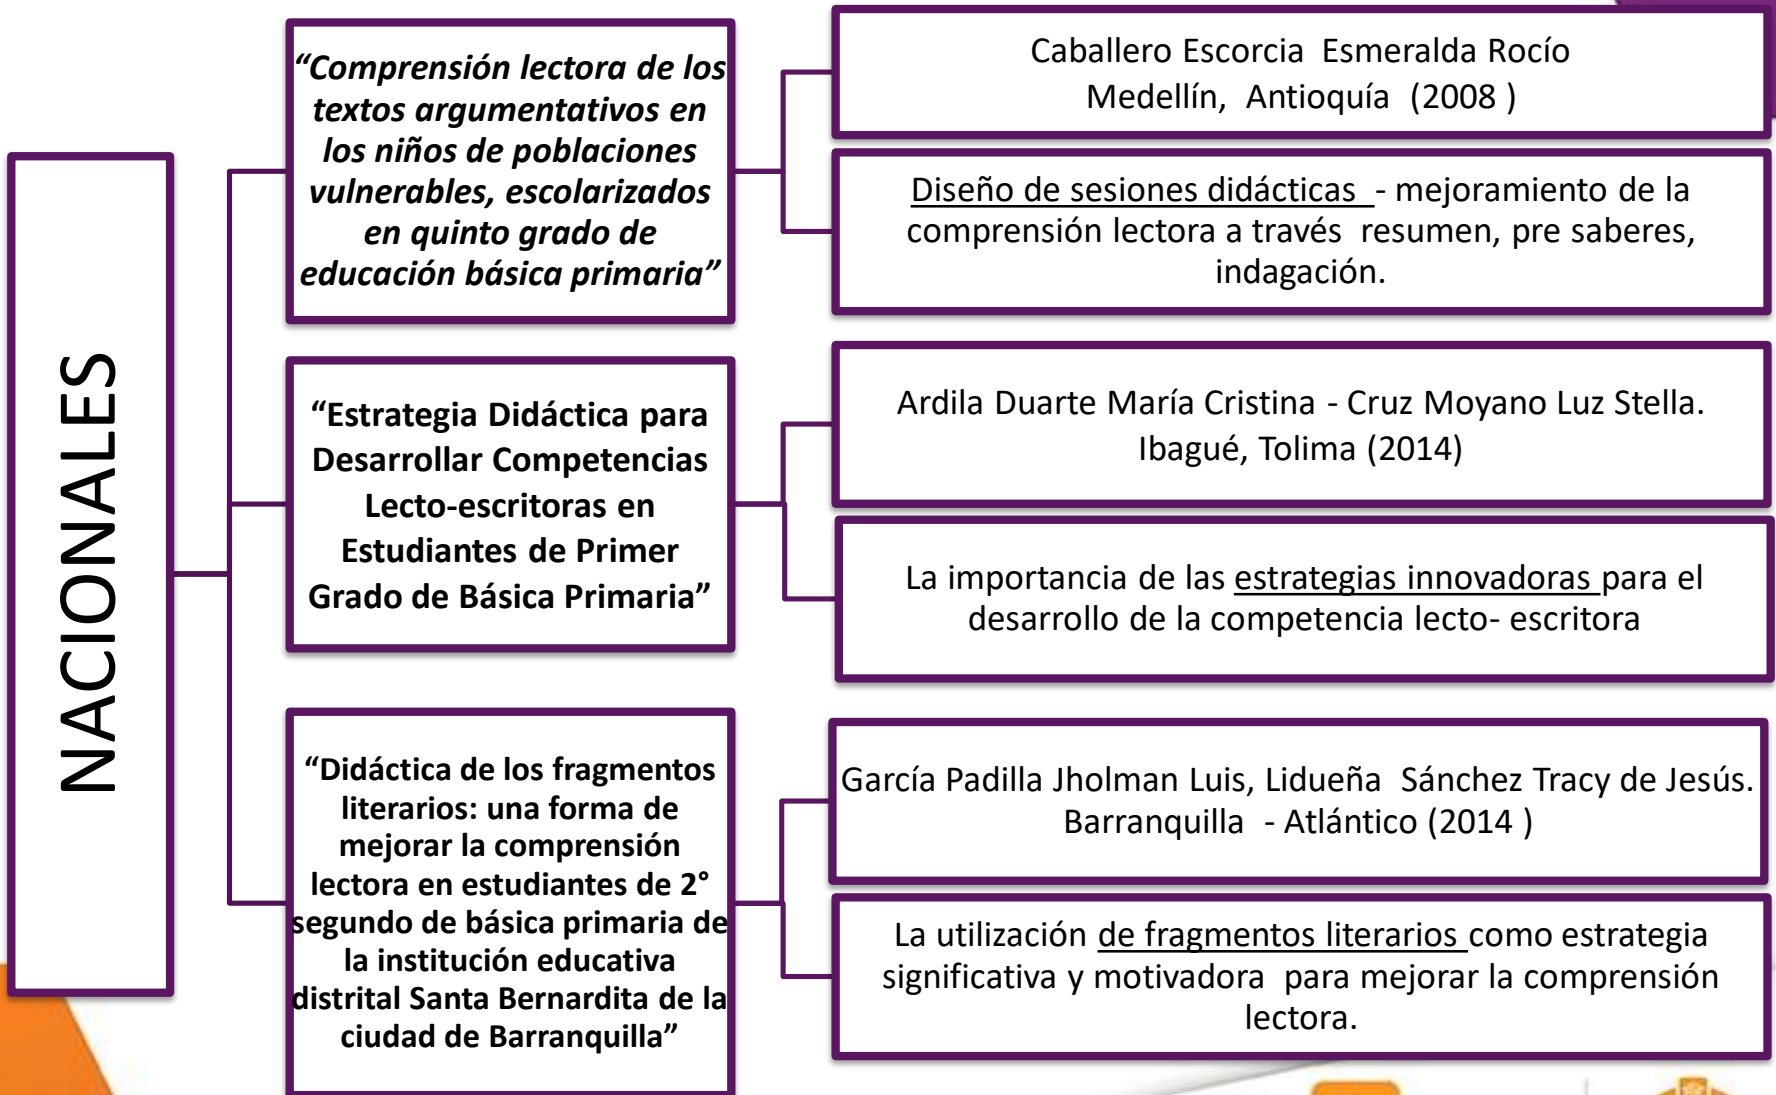 NACIONALES
“Comprensión lectora de los
textos argumentativos en
los niños de poblaciones
vulnerables, escolarizados
en quinto grado de
educación básica primaria”
Caballero Escorcia  Esmeralda Rocío
Medellín,  Antioquía  (2008 )
Diseño de sesiones didácticas  - mejoramiento de la
comprensión lectora a través  resumen, pre saberes,
indagación.
“Estrategia Didáctica para
Desarrollar Competencias
Lecto-escritoras en
Estudiantes de Primer
Grado de Básica Primaria”
Ardila Duarte María Cristina - Cruz Moyano Luz Stella.
Ibagué, Tolima (2014)
La importancia de las estrategias innovadoras para el
desarrollo de la competencia lecto- escritora
“Didáctica de los fragmentos
literarios: una forma de
mejorar la comprensión
lectora en estudiantes de 2°
segundo de básica primaria de
la institución educativa
distrital Santa Bernardita de la
ciudad de Barranquilla”
García Padilla Jholman Luis, Lidueña  Sánchez Tracy de Jesús.
Barranquilla  - Atlántico (2014 )
La utilización de fragmentos literarios como estrategia
significativa y motivadora  para mejorar la comprensión
lectora.